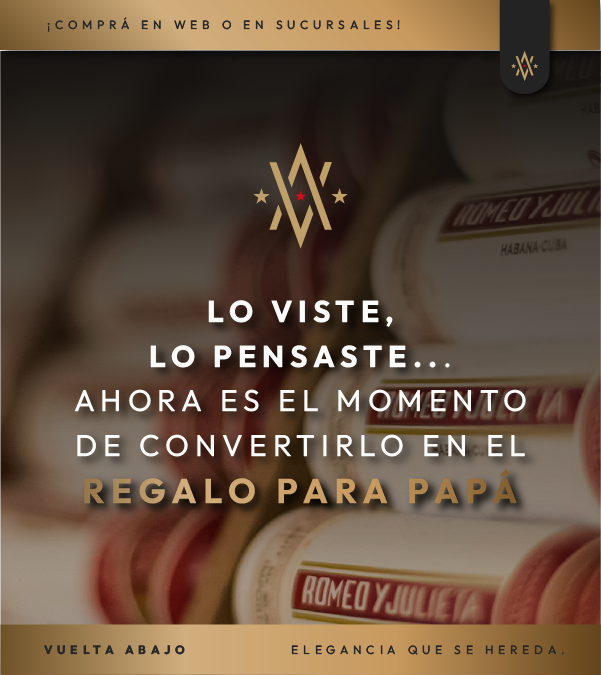 ¡COMPRÁ EN WEB O EN SUCURSALES!
ROMEO Y JULIE
HABANA-CUBA
LO VISTE,
LO PENSASTE...
AHORA ES EL MOMENTO
DE CONVERTIRLO EN EL
REGALO PARA PAPÁ
ROMEO Y JULIETA
VUELTA ABAJO
ELEGANCIA QUE SE HEREDA.